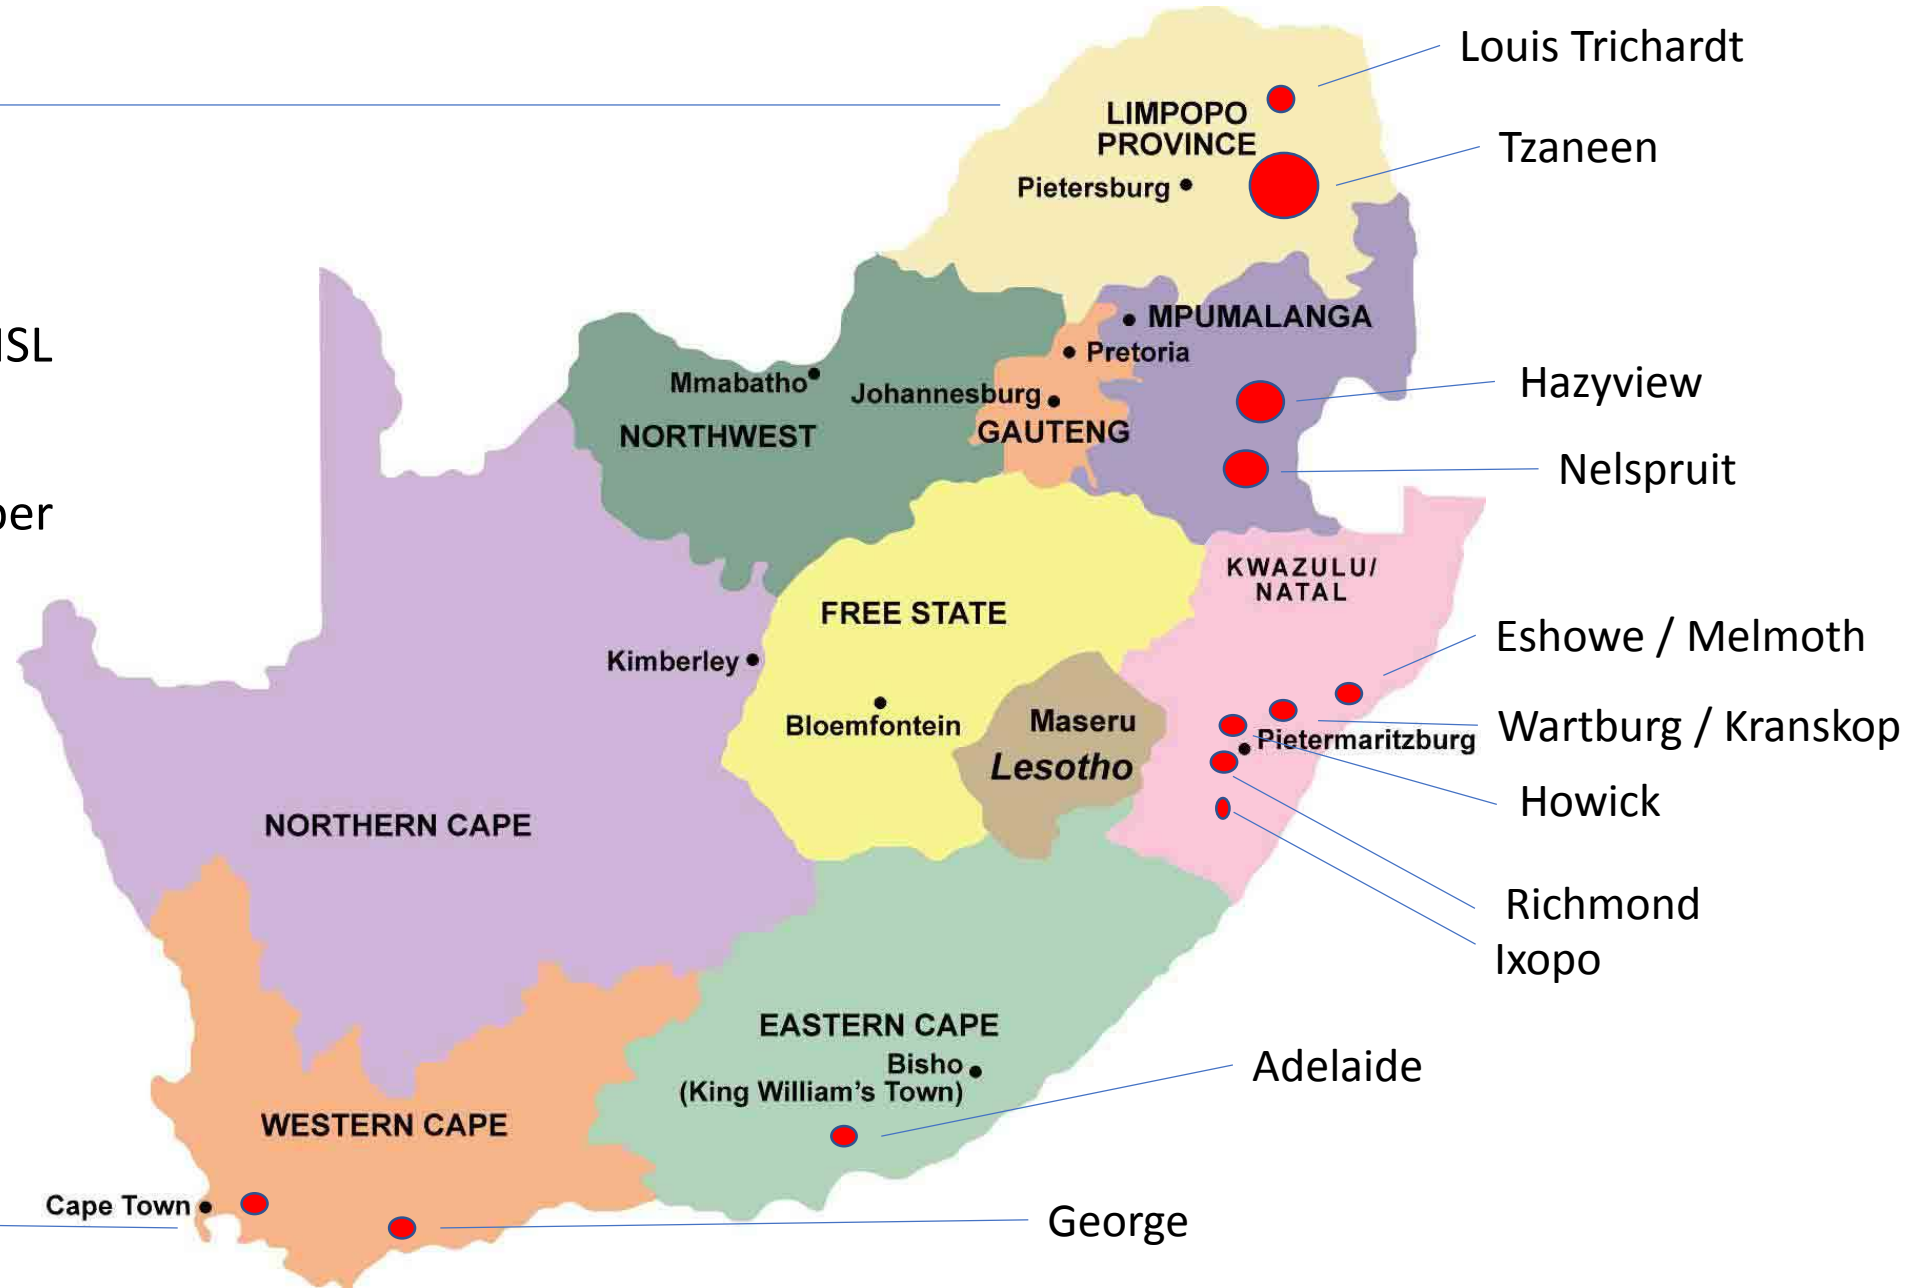 Louis Trichardt
LIMPOPO
PROVINCE
Tzaneen
Pietersburg
MPUMALANGA
Pretoria
Mmabatho
Johannesburg
Hazyview
NORTHWEST
GAUTENG
Nelspruit
KWAZULU/
NATAL
FREE STATE
Eshowe / Melmoth
Kimberley
Bloemfontein
Maseru
Lesotho
Pietermaritzburg
Wartburg / Kranskop
Howick
NORTHERN CAPE
Richmond
Ixopo
EASTERN CAPE
Bisho
(King William's Town)
Adelaide
WESTERN CAPE
Cape Town
George